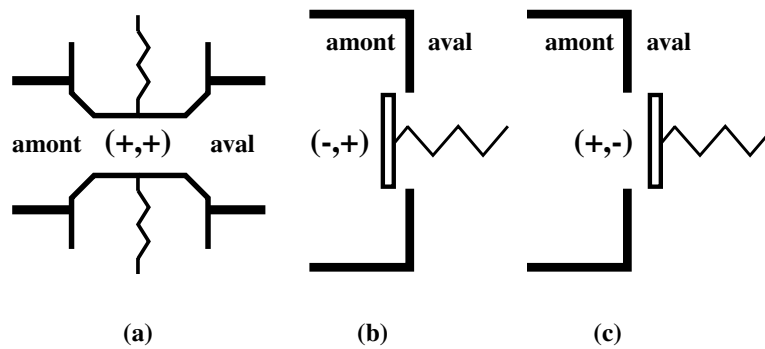 amont aval
amont aval
amont (+,+) aval
(-,+)
(+,-)
(a)
(b)
(c)